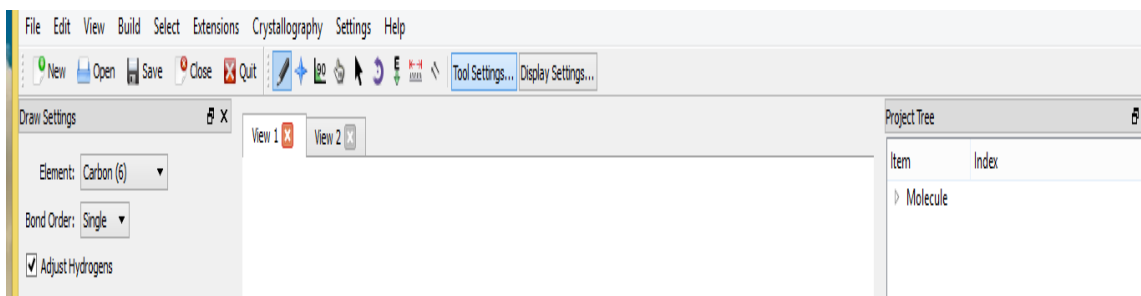 File Edit View Build Select Extensions Crystallography Settings Help
New Open Save Close Quit Tool Settings... Display Settings...
Draw Settings
View 1 View 2
Project Tree
Element: Carbon (6)
Item Index
Bond Order: Single
Molecule
Adjust Hydrogens